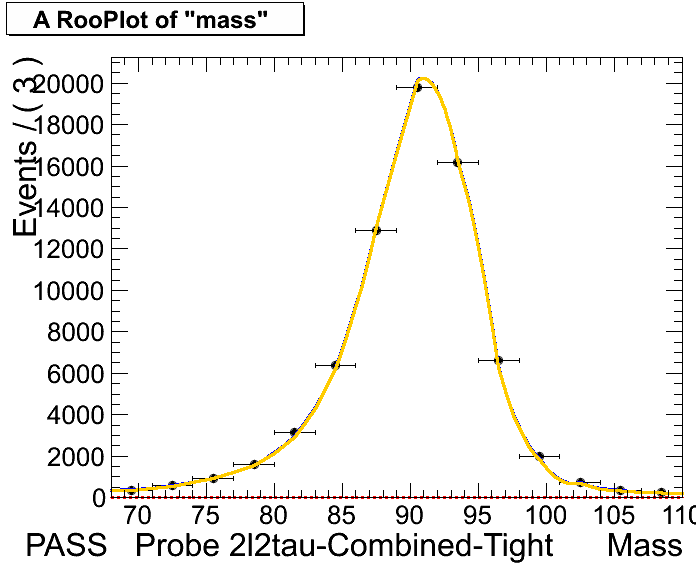 A RooPlot of "mass"
Events / ( 3 )
20000
18000
16000
14000
12000
10000
8000
6000
4000
2000
0
70 75 80 85 90 95 100 105 110
PASS Probe 2l2tau-Combined-Tight Mass